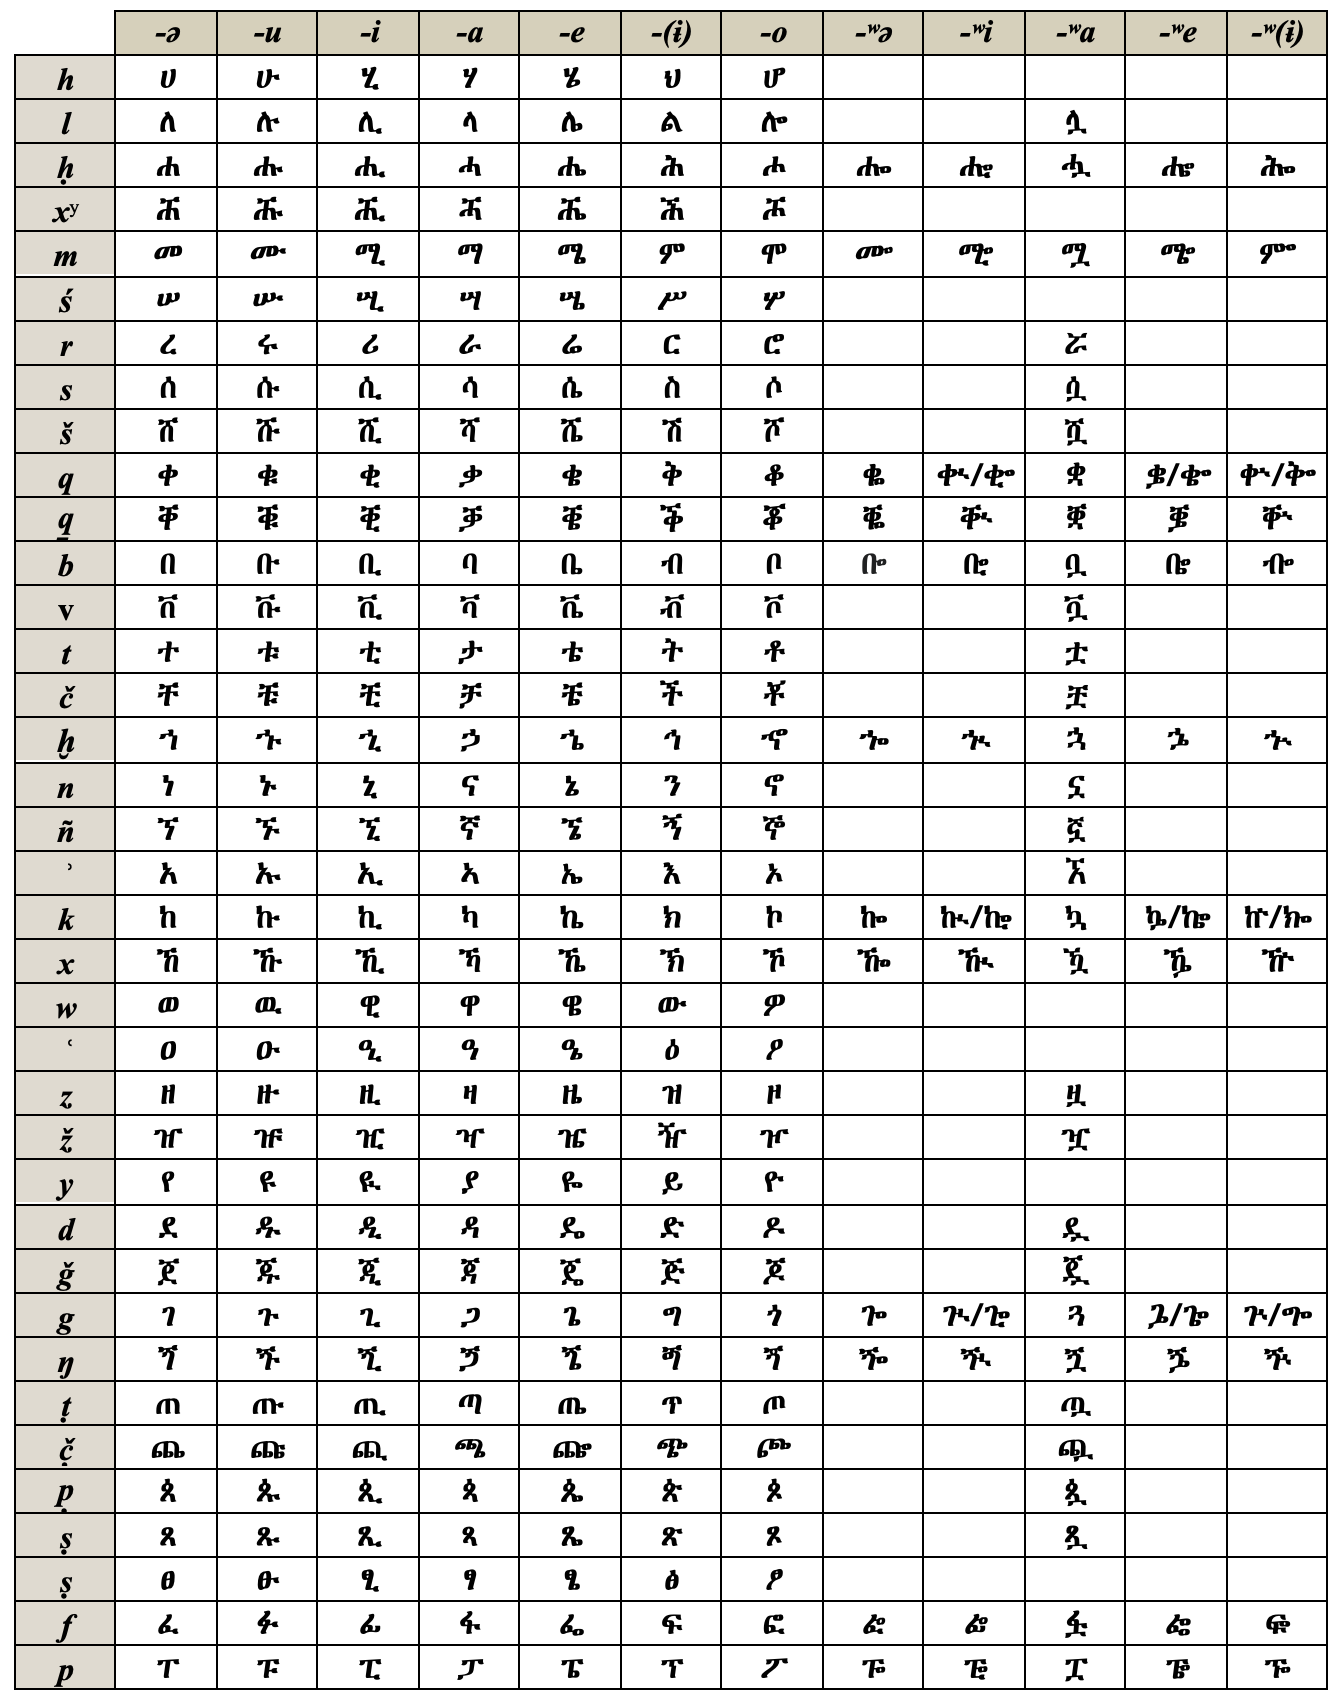 -ə -u -i -a -e -(ɨ) -o -ʷə -ʷi -ʷa -ʷe -ʷ(ɨ)
h ሀ ሁ ሂ ሃ ሄ ህ ሆ
l ለ ሉ ሊ ላ ሌ ል ሎ ሏ
ḥ ሐ ሑ ሒ ሓ ሔ ሕ ሖ ሗ
xʸ
m መ ሙ ሚ ማ ሜ ም ሞ ᎀ ᎁ ሟ ᎂ ᎃ
ś ሠ ሡ ሢ ሣ ሤ ሥ ሦ
r ረ ሩ ሪ ራ ሬ ር ሮ ሯ
s ሰ ሱ ሲ ሳ ሴ ስ ሶ ሷ
š ሸ ሹ ሺ ሻ ሼ ሽ ሾ ሿ
q ቀ ቁ ቂ ቃ ቄ ቅ ቆ ቈ ቊ/ ቋ ቌ/ ቍ/
q̱ ቐ ቑ ቒ ቓ ቔ ቕ ቖ ቘ ቚ ቛ ቜ ቝ
b በ ቡ ቢ ባ ቤ ብ ቦ ᎄ ᎅ ቧ ᎆ ᎇ
v ቨ ቩ ቪ ቫ ቬ ቭ ቮ ቯ
t ተ ቱ ቲ ታ ቴ ት ቶ ቷ
č ቸ ቹ ቺ ቻ ቼ ች ቾ ቿ
ḫ ኀ ኁ ኂ ኃ ኄ ኅ ኆ ኈ ኊ ኋ ኌ ኍ
n ነ ኑ ኒ ና ኔ ን ኖ ኗ
ñ ኘ ኙ ኚ ኛ ኜ ኝ ኞ ኟ
ʾ አ ኡ ኢ ኣ ኤ እ ኦ ኧ
k ከ ኩ ኪ ካ ኬ ክ ኮ ኰ ኲ/ ኳ ኴ/ ኵ/
x ኸ ኹ ኺ ኻ ኼ ኽ ኾ ዀ ዂ ዃ ዄ ዅ
w ወ ዉ ዊ ዋ ዌ ው ዎ
ʿ ዐ ዑ ዒ ዓ ዔ ዕ ዖ
z ዘ ዙ ዚ ዛ ዜ ዝ ዞ ዟ
ž ዠ ዡ ዢ ዣ ዤ ዥ ዦ ዧ
y የ ዩ ዪ ያ ዬ ይ ዮ
d ደ ዱ ዲ ዳ ዴ ድ ዶ ዷ
ǧ ጀ ጁ ጂ ጃ ጄ ጅ ጆ ጇ
g ገ ጉ ጊ ጋ ጌ ግ ጎ ጐ ጒ/ ጓ ጔ/ ጕ/
ŋ ጘ ጙ ጚ ጛ ጜ ጝ ጞ ⶓ ⶔ ጟ ⶕ ⶖ
ṭ ጠ ጡ ጢ ጣ ጤ ጥ ጦ ጧ
č̣ ጨ ጩ ጪ ጫ ጬ ጭ ጮ ጯ
p̣ ጰ ጱ ጲ ጳ ጴ ጵ ጶ ጷ
ṣ ጸ ጹ ጺ ጻ ጼ ጽ ጾ ጿ
ṣ ፀ ፁ ፂ ፃ ፄ ፅ ፆ
f ፈ ፉ ፊ ፋ ፌ ፍ ፎ ᎈ ᎉ ፏ ᎊ ᎋ
p ፐ ፑ ፒ ፓ ፔ ፕ ፖ ᎌ ᎍ ፗ ᎎ ᎏ